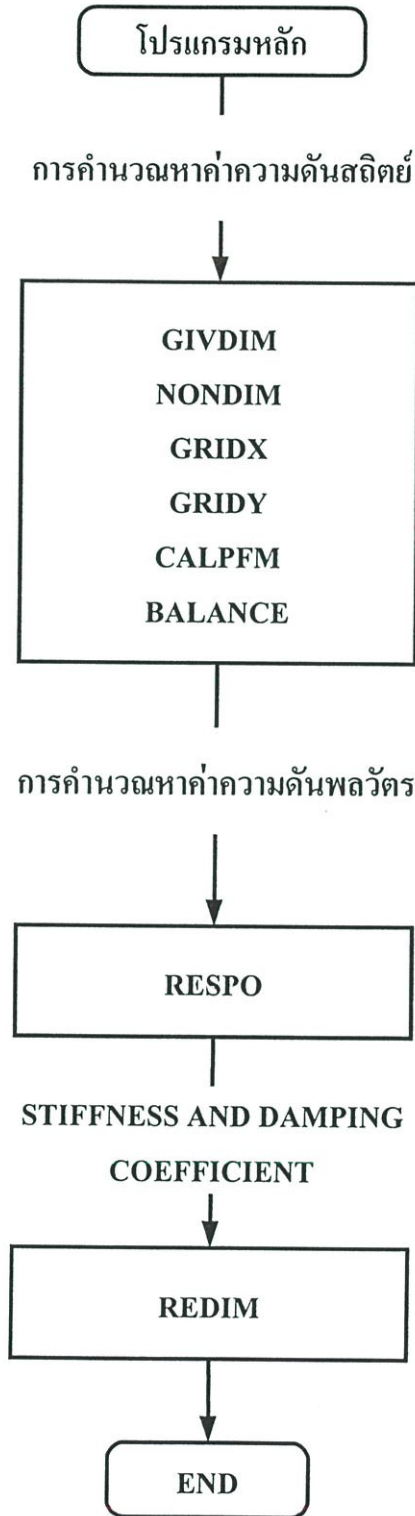 โปรแกรมหลัก
การคำนวณหาค่าความดันสถิตย์
GIVDIM
NONDIM
GRIDX
GRIDY
CALPFM
BALANCE
การคำนวณหาค่าความดันพลวัตร
RESPO
STIFFNESS AND DAMPING
COEFFICIENT
REDIM
END